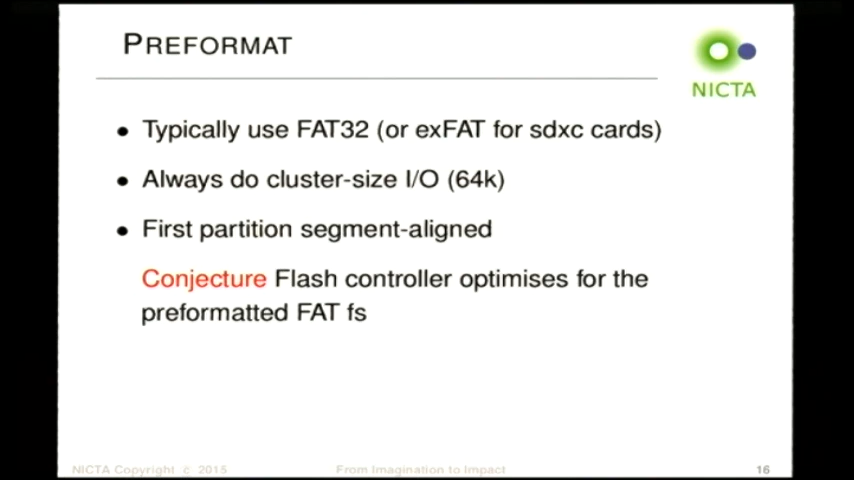 PREFORMAT
NICTA
• Typically use FAT32 (or exFAT for sdxc cards)
• Always do cluster-size I/O (64k)
• First partition segment-aligned
Conjecture Flash controller optimises for the
preformatted FAT fs
NICTA Copyright c 2015
From Imagination to Impact
16